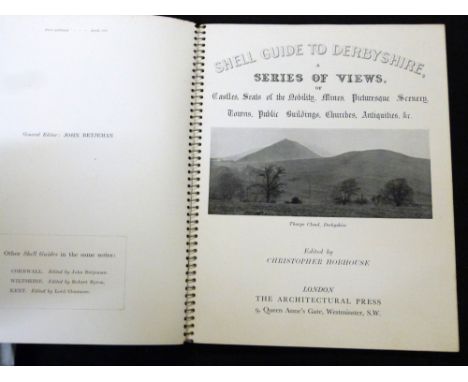 General Editor: JOHN BETJEMAN
Other Shell Guides in the same series:
CORNWALL. Edited by John Betjeman.
WILTSHIRE. Edited by Robert Byron.
KENT. Edited by Lord Clonmore.
SHELL GUIDE TO DERBYSHIRE,
A
SERIES OF VIEWS,
OF
Castles, Seats of the Nobility, Mines, Picturesque Scenery,
Towns, Public Buildings, Churches, Antiquities, &c.
Thorpe Cloud, Derbyshire
Edited by
CHRISTOPHER HOBHOUSE
LONDON
THE ARCHITECTURAL PRESS
9, Queen Anne's Gate, Westminster, S.W.